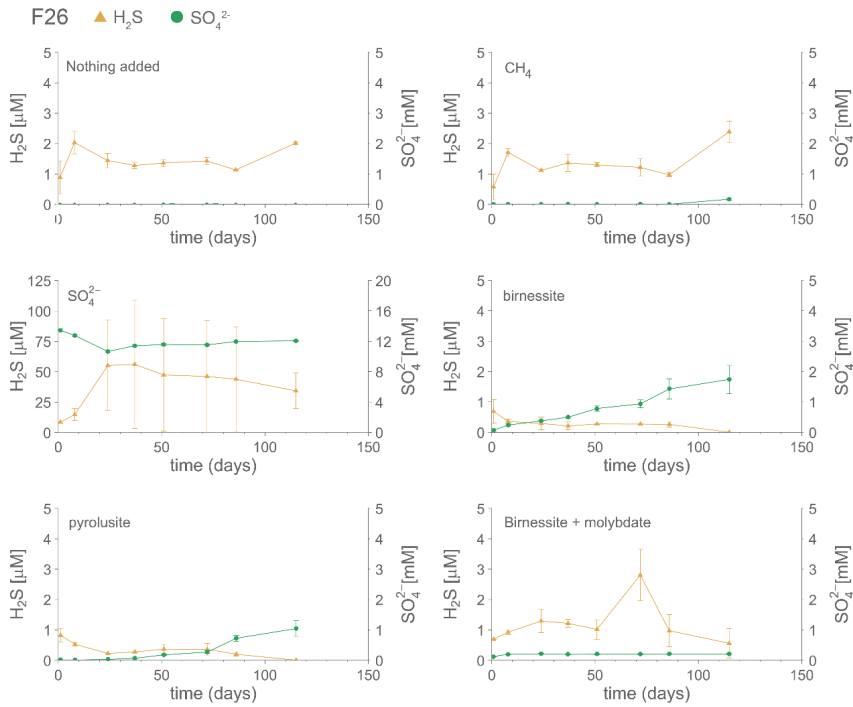 F26 H₂S SO₄²⁻
Nothing added
H₂S [μM]
5
4
3
2
1
0
SO₄²⁻[mM]
5
4
3
2
1
0
0 50 100 150
time (days)
CH₄
H₂S [μM]
5
4
3
2
1
0
SO₄²⁻[mM]
5
4
3
2
1
0
0 50 100 150
time (days)
SO₄²⁻
H₂S [μM]
125
100
75
50
25
0
SO₄²⁻[mM]
20
16
12
8
4
0
0 50 100 150
time (days)
birnessite
H₂S [μM]
5
4
3
2
1
0
SO₄²⁻[mM]
5
4
3
2
1
0
0 50 100 150
time (days)
pyrolusite
H₂S [μM]
5
4
3
2
1
0
SO₄²⁻[mM]
5
4
3
2
1
0
0 50 100 150
time (days)
Birnessite + molybdate
H₂S [μM]
5
4
3
2
1
0
SO₄²⁻[mM]
5
4
3
2
1
0
0 50 100 150
time (days)